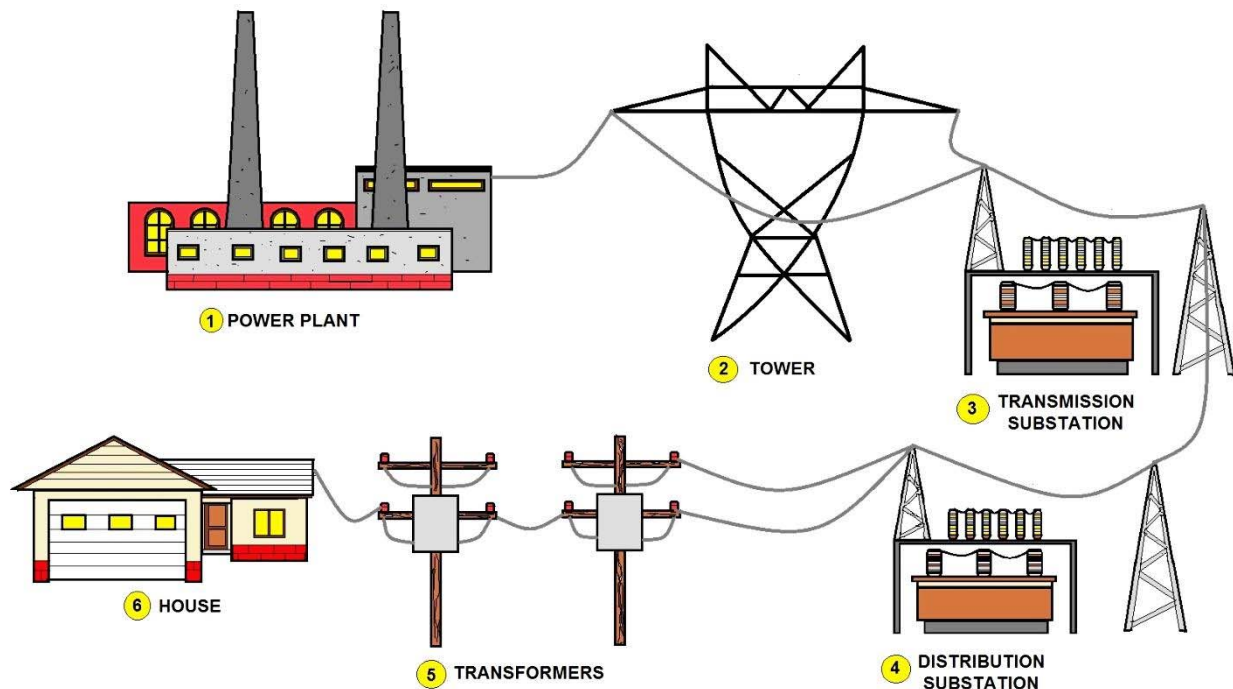 1 POWER PLANT
2 TOWER
3 TRANSMISSION
SUBSTATION
4 DISTRIBUTION
SUBSTATION
5 TRANSFORMERS
6 HOUSE